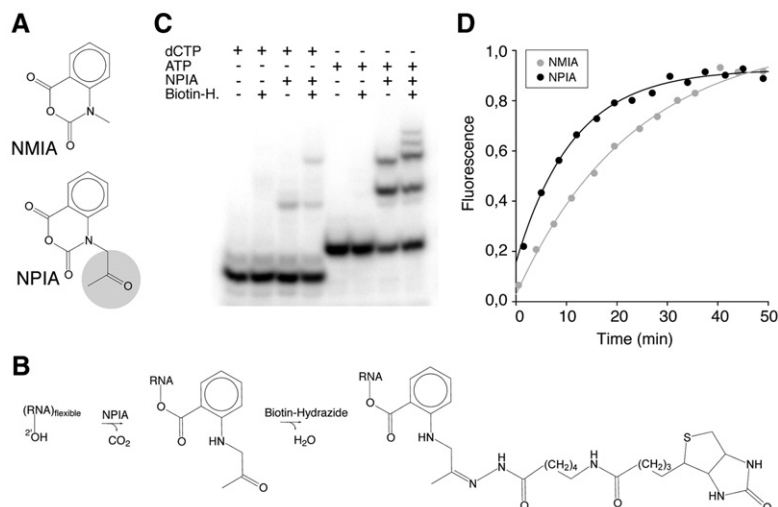 A
O
O
O
N
NMIA
O
O
O
N
NPIA
O
C
dCTP + + + + - - - -
ATP - - - - + + + +
NPIA - - + + - - + +
Biotin-H. - + - + - + - +
D
NMIA
NPIA
Fluorescence
1,0
0,8
0,6
0,4
0,2
0,0
0 10 20 30 40 50
Time (min)
B
(RNA)flexible
2'OH
NPIA
CO2
RNA
O
O
HN
O
Biotin-Hydrazide
H2O
RNA
O
O
HN
N
NH
O
(CH2)4
HN
O
(CH2)3
S
NH
HN
O